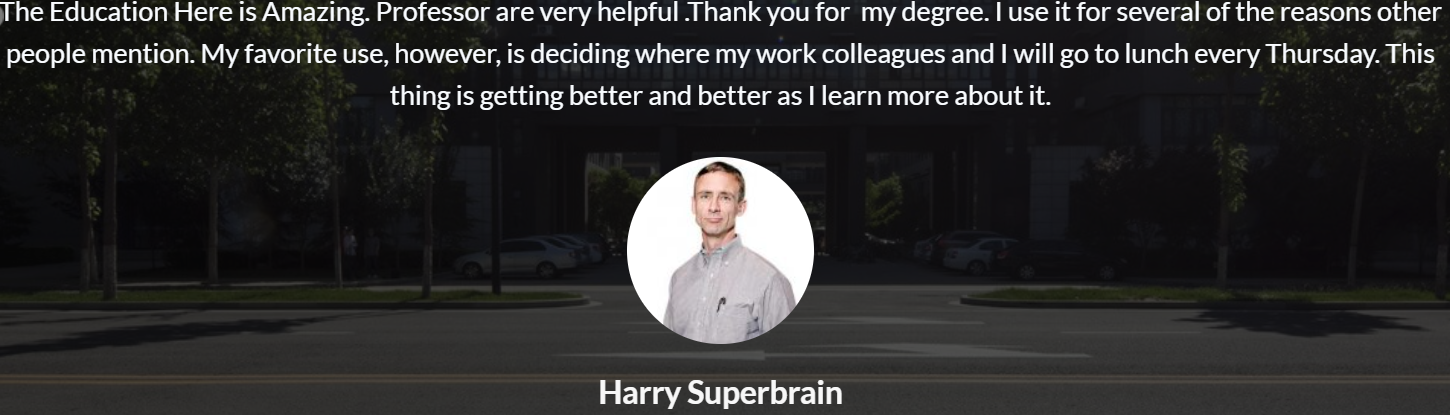 The Education Here is Amazing. Professor are very helpful .Thank you for  my degree. I use it for several of the reasons other
people mention. My favorite use, however, is deciding where my work colleagues and I will go to lunch every Thursday. This
thing is getting better and better as I learn more about it.
Harry Superbrain